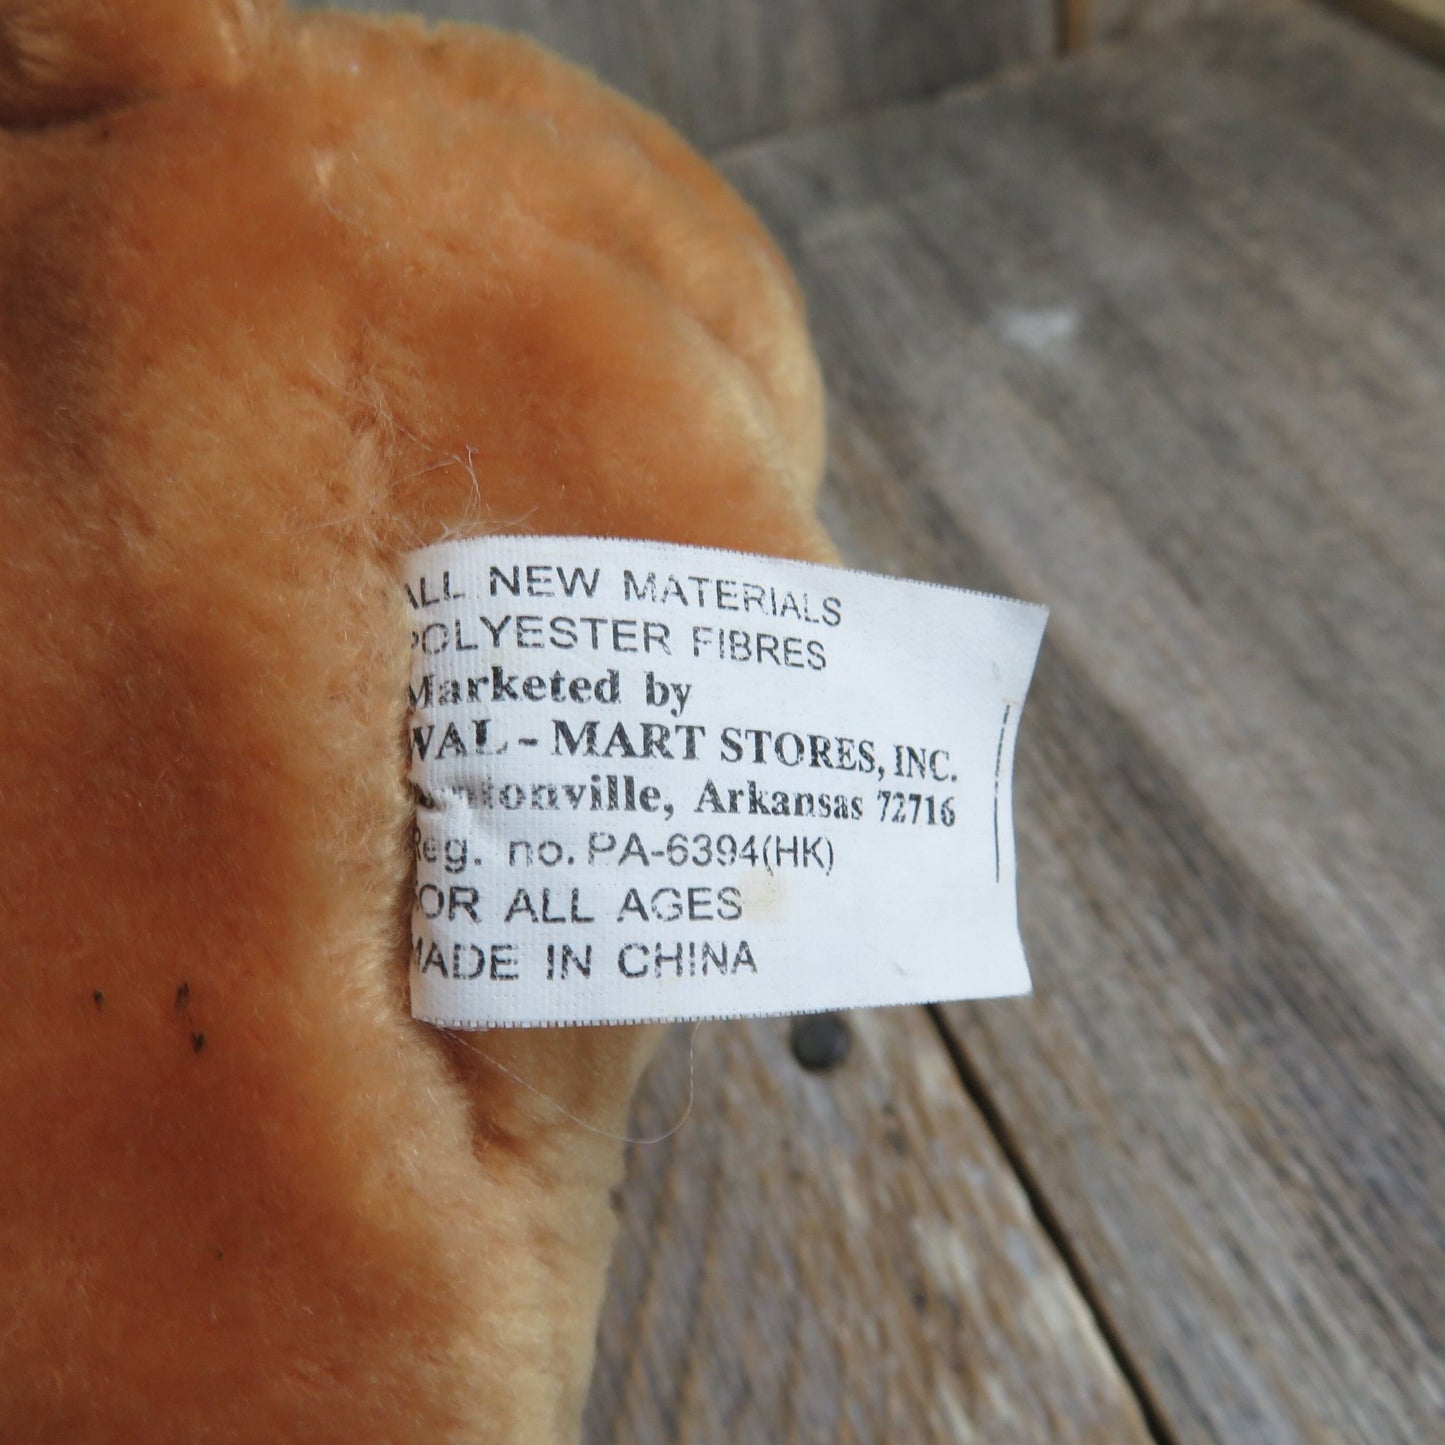 ALL NEW MATERIALS
POLYESTER FIBRES
Marketed by
WAL-MART STORES, INC.
Bentonville, Arkansas 72716
Reg. no. PA-6394(HK)
FOR ALL AGES
MADE IN CHINA